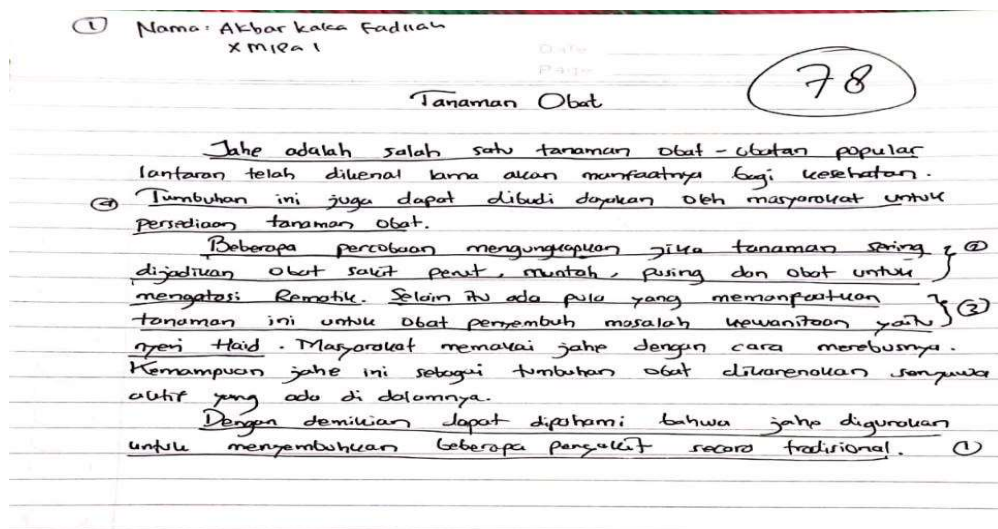 ① Nama: Akbar kaka Fadilah
X MIPA 1
Date
Page
78
Tanaman Obat
Jahe adalah salah satu tanaman obat - obatan popular
lantaran telah dikenal lama akan manfaatnya bagi kesehatan.
④ Tumbuhan ini juga dapat dibudi dayakan oleh masyarakat untuk
persediaan tanaman obat.
Beberapa percobaan mengungkapkan jika tanaman sering ②
dijadikan obat sakit perut, muntah, pusing dan obat untuk
mengatasi Rematik. Selain itu ada pula yang memanfaatkan ③
tanaman ini untuk obat penyembuh masalah kewanitaan yaitu
nyeri Haid. Masyarakat memakai jahe dengan cara merebusnya.
Kemampuan jahe ini sebagai tumbuhan obat dikarenakan senyawa
aktif yang ada di dalamnya.
Dengan demikian dapat dipahami bahwa jahe digunakan
untuk menyembuhkan beberapa penyakit secara tradisional. ①